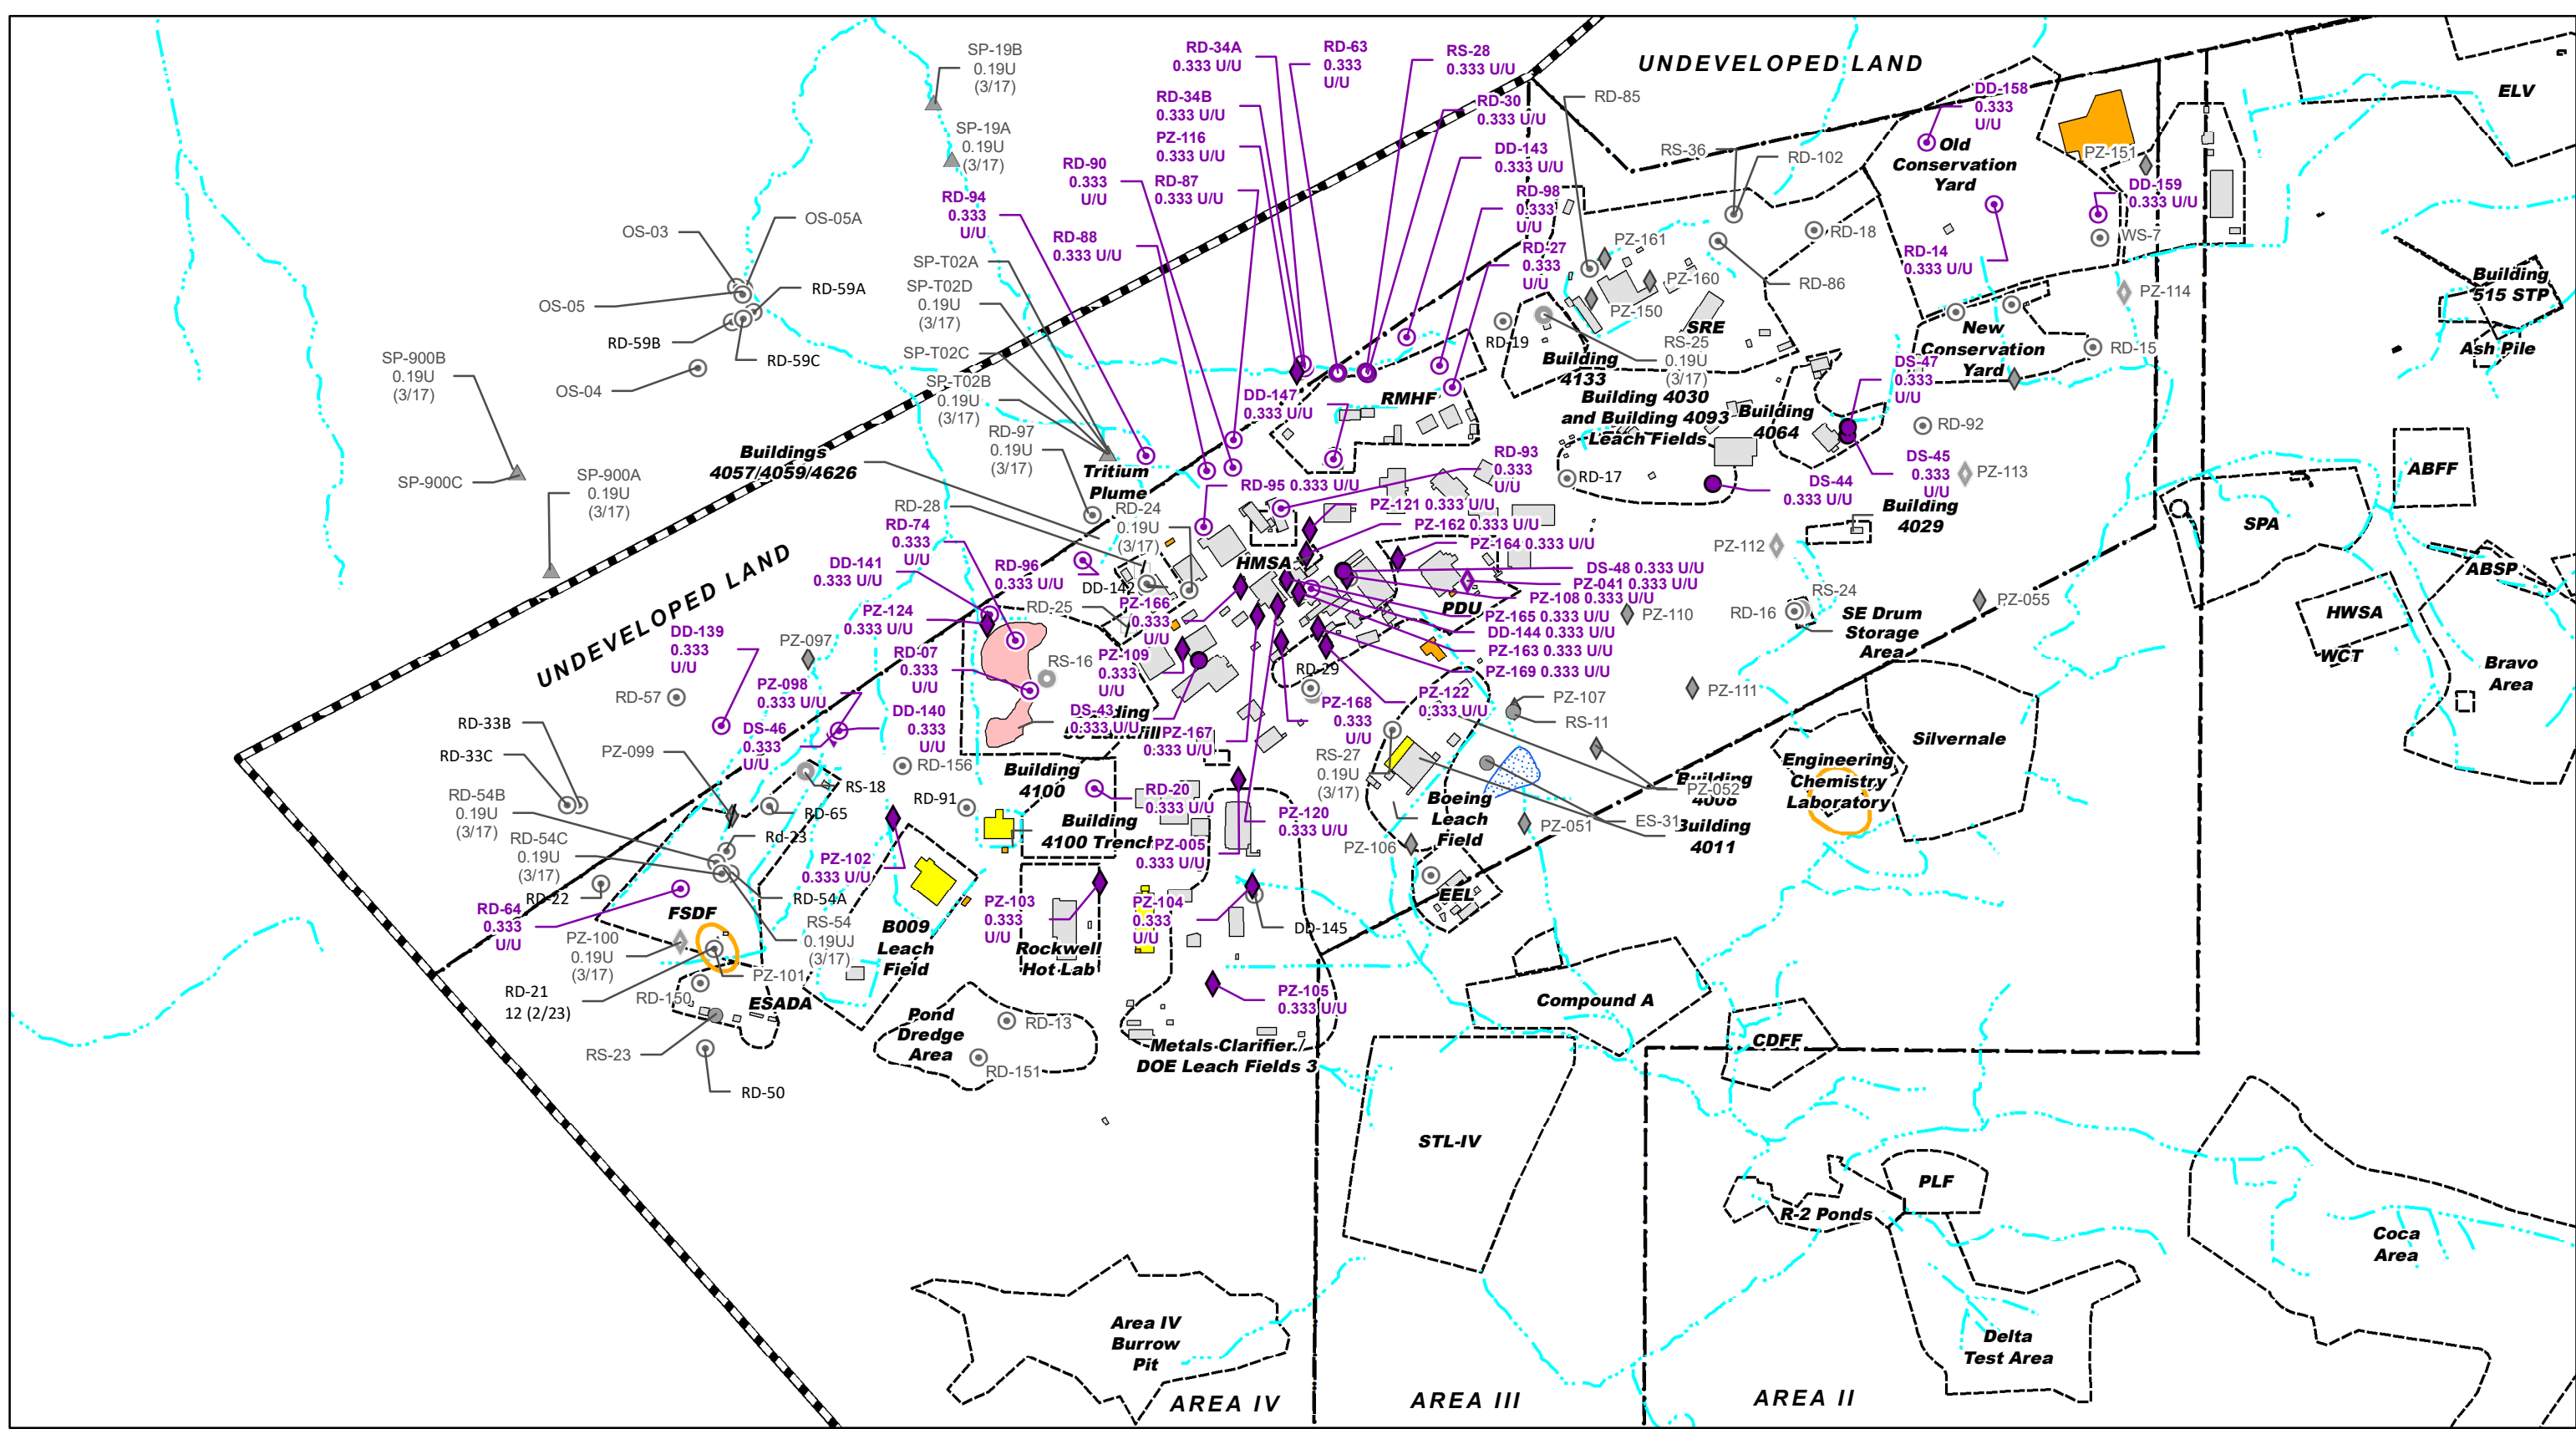 SP-19B
0.19U
(3/17)
SP-19A
0.19U
(3/17)
RD-34A
0.333 U/U
RD-63
0.333
U/U
RS-28
0.333 U/U
UNDEVELOPED LAND
ELV
RD-34B
0.333 U/U
RD-30
0.333 U/U
RD-85
DD-158
0.333
U/U
PZ-116
0.333 U/U
DD-143
0.333 U/U
RS-36
RD-102
Old
Conservation
Yard
PZ-151
RD-90
0.333
U/U
RD-87
0.333 U/U
RD-98
0.333
U/U
DD-159
0.333 U/U
RD-94
0.333
U/U
OS-03
OS-05A
RD-88
0.333 U/U
RD-27
0.333
U/U
PZ-161
RD-18
WS-7
RD-14
0.333 U/U
SP-T02A
SP-T02D
0.19U
(3/17)
PZ-160
RD-86
PZ-114
Building
515 STP
OS-05
RD-59A
PZ-150
SRE
RD-59B
RD-59C
OS-04
SP-900B
0.19U
(3/17)
SP-T02C
SP-T02B
0.19U
(3/17)
RD-19
Building
4133
RS-25
0.19U
(3/17)
New
Conservation
Yard
RD-15
Ash Pile
DS-47
0.333
U/U
DD-147
0.333 U/U
RMHF
Building 4030
and Building 4093
Leach Fields
Building
4064
RD-92
RD-97
0.19U
(3/17)
Buildings
4057/4059/4626
Tritium
Plume
RD-93
0.333
U/U
DS-45
0.333
U/U
PZ-113
ABFF
SP-900C
SP-900A
0.19U
(3/17)
RD-95 0.333 U/U
RD-17
DS-44
0.333 U/U
RD-28
RD-24
0.19U
(3/17)
PZ-121 0.333 U/U
PZ-162 0.333 U/U
PZ-164 0.333 U/U
Building
4029
SPA
RD-74
0.333
U/U
HMSA
PZ-112
UNDEVELOPED LAND
DD-141
0.333 U/U
RD-96
0.333 U/U
DD-142
DS-48 0.333 U/U
PZ-041 0.333 U/U
PZ-108 0.333 U/U
ABSP
PZ-124
0.333 U/U
RD-25
PZ-166
0.333
U/U
PDU
PZ-165 0.333 U/U
DD-144 0.333 U/U
PZ-163 0.333 U/U
PZ-169 0.333 U/U
PZ-110
RD-16
RS-24
SE Drum
Storage
Area
PZ-055
HWSA
WCT
Bravo
Area
DD-139
0.333
U/U
PZ-097
RD-07
0.333
U/U
RS-16
PZ-109
0.333
U/U
RD-29
RD-57
PZ-098
0.333 U/U
PZ-168
0.333
U/U
PZ-122
0.333 U/U
PZ-107
RS-11
PZ-111
RD-33B
RD-33C
DS-46
0.333
U/U
DD-140
0.333
U/U
DS-43
0.333 U/U
PZ-167
0.333 U/U
Silvernale
PZ-099
RD-156
RS-27
0.19U
(3/17)
Engineering
Chemistry
Laboratory
RS-18
Building
4100
RD-20
0.333 U/U
Building
4008
PZ-052
RD-54B
0.19U
(3/17)
RD-65
RD-91
Boeing
Leach
Field
PZ-120
0.333 U/U
PZ-051
ES-31
Building
4011
RD-54C
0.19U
(3/17)
Rd-23
Building
4100 Trench
PZ-005
0.333 U/U
PZ-106
PZ-102
0.333 U/U
RD-22
RD-54A
EEL
RD-64
0.333
U/U
FSDF
PZ-103
0.333
U/U
PZ-104
0.333
U/U
DD-145
PZ-100
0.19U
(3/17)
RS-54
0.19UJ
(3/17)
B009
Leach
Field
Rockwell
Hot Lab
PZ-101
RD-21
12 (2/23)
RD-150
ESADA
PZ-105
0.333 U/U
Compound A
Pond
Dredge
Area
RD-13
RS-23
RD-151
Metals Clarifier /
DOE Leach Fields 3
CDFF
RD-50
STL-IV
PLF
R-2 Ponds
Coca
Area
Area IV
Burrow
Pit
Delta
Test Area
AREA IV
AREA III
AREA II